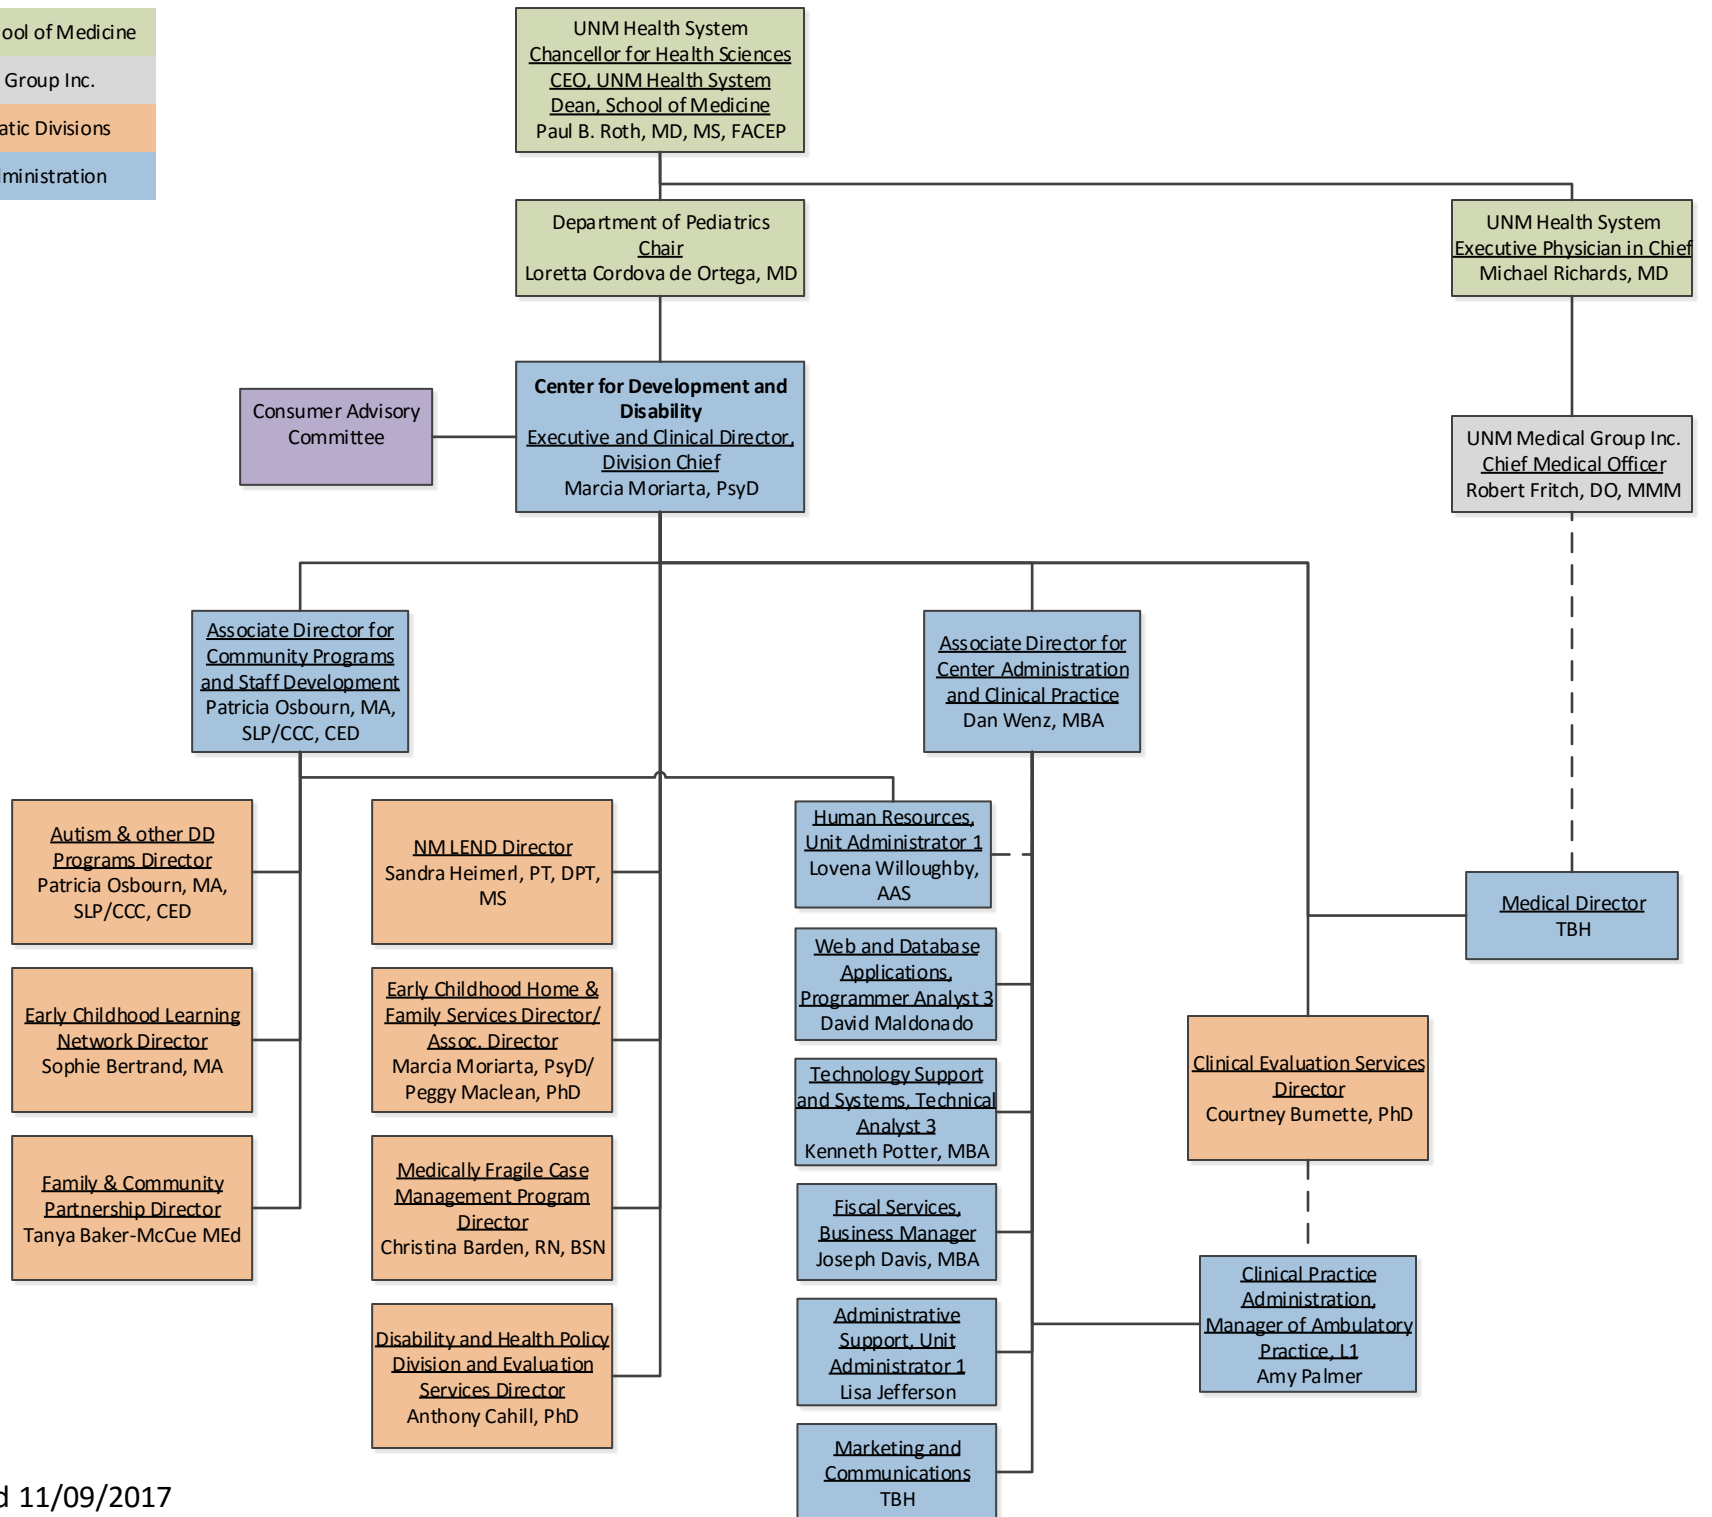 ool of Medicine
Group Inc.
atic Divisions
ministration
UNM Health System
Chancellor for Health Sciences
CEO, UNM Health System
Dean, School of Medicine
Paul B. Roth, MD, MS, FACEP
Department of Pediatrics
Chair
Loretta Cordova de Ortega, MD
UNM Health System
Executive Physician in Chief
Michael Richards, MD
Consumer Advisory
Committee
Center for Development and
Disability
Executive and Clinical Director,
Division Chief
Marcia Moriarta, PsyD
UNM Medical Group Inc.
Chief Medical Officer
Robert Fritch, DO, MMM
Associate Director for
Community Programs
and Staff Development
Patricia Osbourn, MA,
SLP/CCC, CED
Associate Director for
Center Administration
and Clinical Practice
Dan Wenz, MBA
Autism & other DD
Programs Director
Patricia Osbourn, MA,
SLP/CCC, CED
Early Childhood Learning
Network Director
Sophie Bertrand, MA
Family & Community
Partnership Director
Tanya Baker-McCue MEd
NM LEND Director
Sandra Heimerl, PT, DPT,
MS
Early Childhood Home &
Family Services Director/
Assoc. Director
Marcia Moriarta, PsyD/
Peggy Maclean, PhD
Medically Fragile Case
Management Program
Director
Christina Barden, RN, BSN
Disability and Health Policy
Division and Evaluation
Services Director
Anthony Cahill, PhD
Human Resources,
Unit Administrator 1
Lovena Willoughby,
AAS
Web and Database
Applications,
Programmer Analyst 3
David Maldonado
Technology Support
and Systems, Technical
Analyst 3
Kenneth Potter, MBA
Fiscal Services,
Business Manager
Joseph Davis, MBA
Administrative
Support, Unit
Administrator 1
Lisa Jefferson
Marketing and
Communications
TBH
Medical Director
TBH
Clinical Evaluation Services
Director
Courtney Burnette, PhD
Clinical Practice
Administration,
Manager of Ambulatory
Practice, L1
Amy Palmer
d 11/09/2017